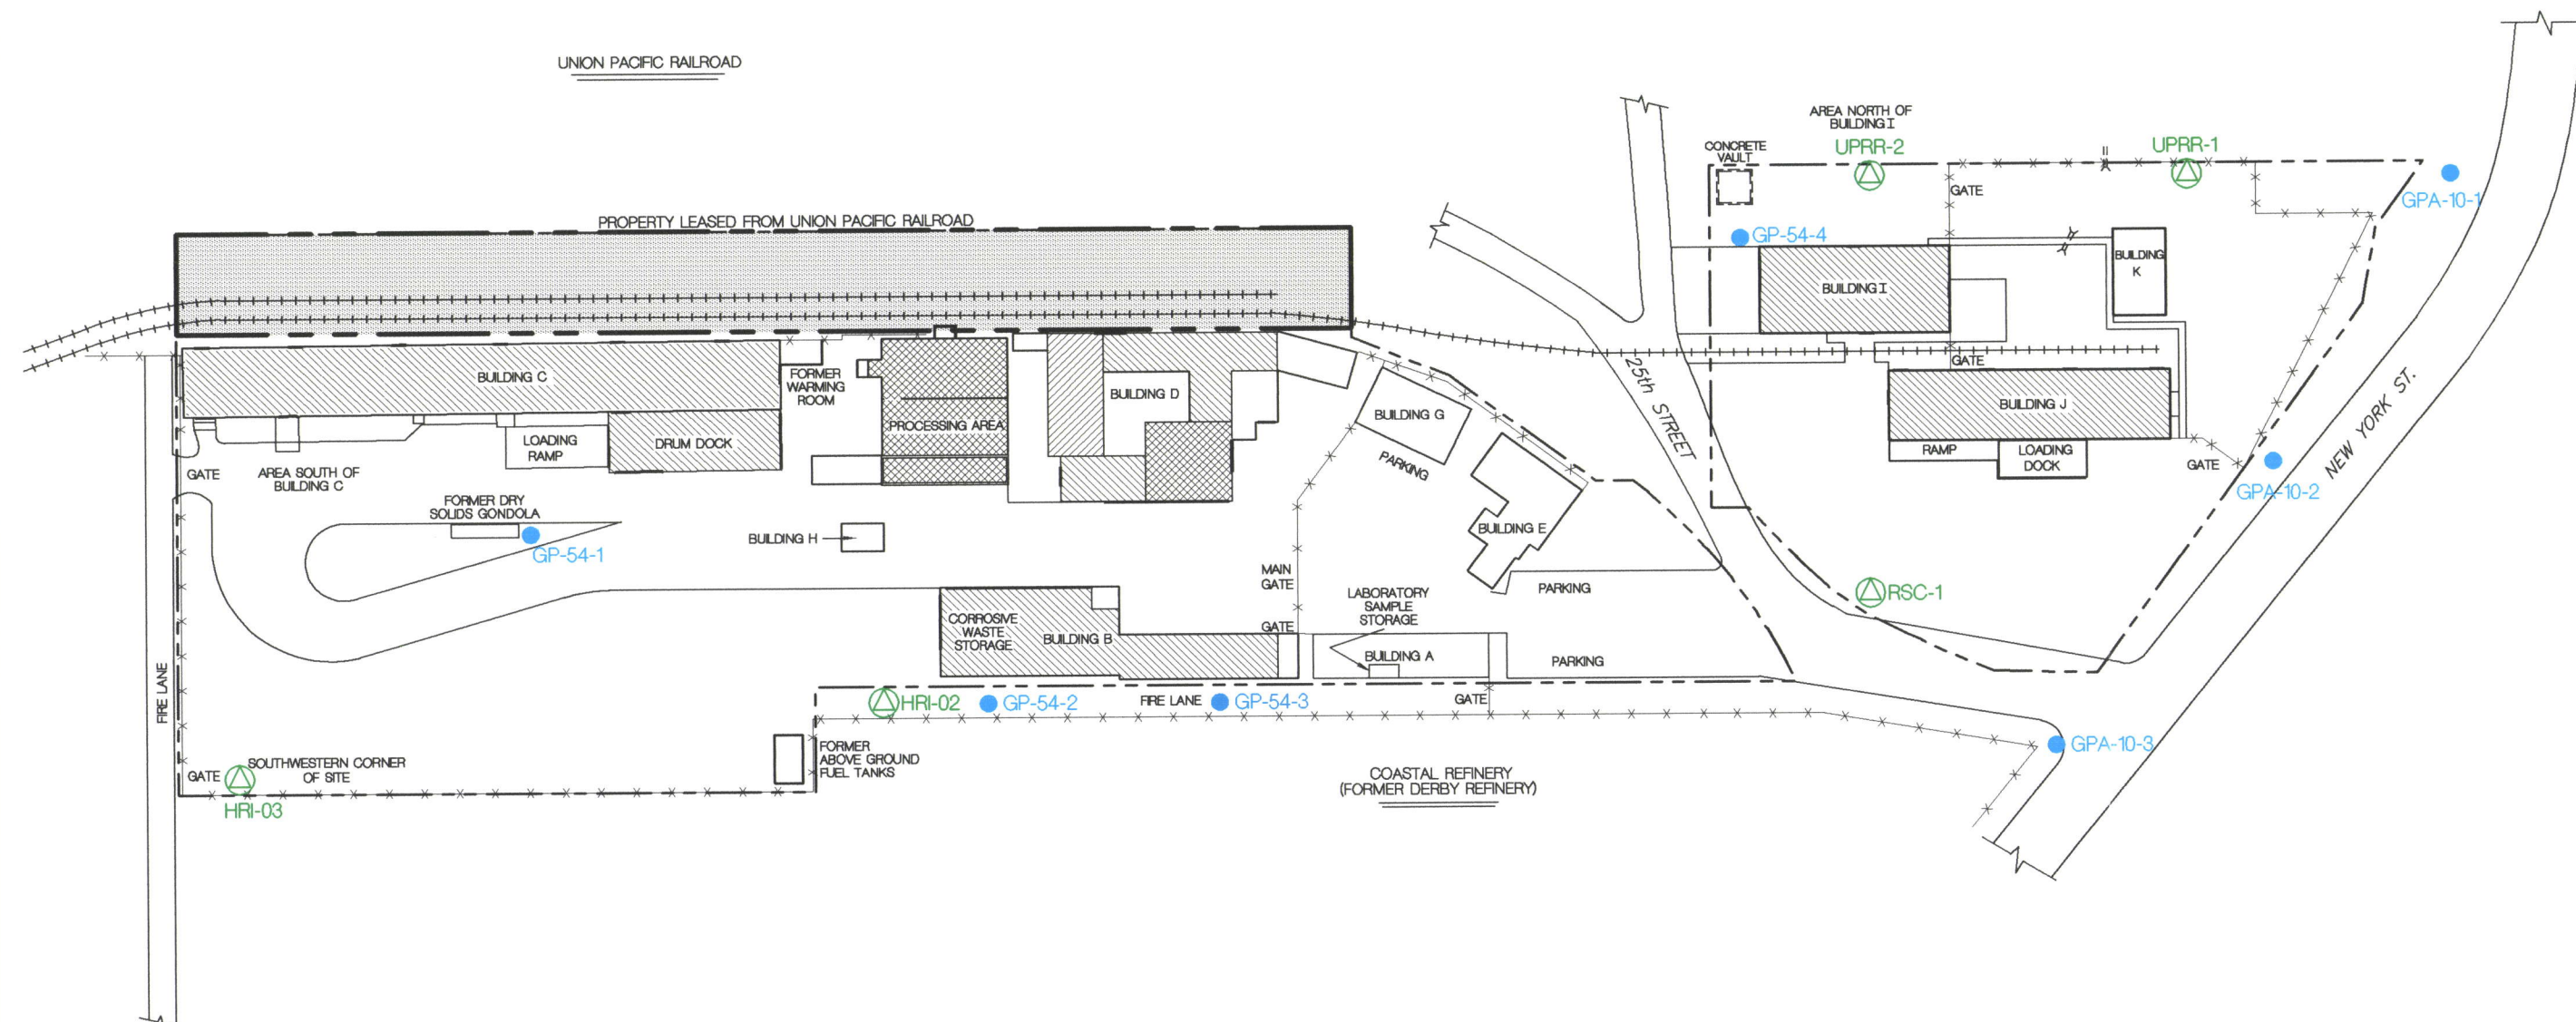 UNION PACIFIC RAILROAD
AREA NORTH OF
BUILDING I
CONCRETE
VAULT
UPRR-2
UPRR-1
GATE
GPA-10-1
PROPERTY LEASED FROM UNION PACIFIC RAILROAD
GP-54-4
BUILDING
K
BUILDING I
GATE
BUILDING C
FORMER
WARMING
ROOM
BUILDING D
BUILDING G
25th STREET
BUILDING J
NEW YORK ST.
PROCESSING AREA
LOADING
RAMP
DRUM DOCK
PARKING
RAMP
LOADING
DOCK
GATE
GATE
AREA SOUTH OF
BUILDING C
GPA-10-2
FORMER DRY
SOLIDS GONDOLA
GP-54-1
BUILDING H
BUILDING E
MAIN
GATE
PARKING
LABORATORY
SAMPLE
STORAGE
RSC-1
CORROSIVE
WASTE
STORAGE
BUILDING B
GATE
BUILDING A
PARKING
FIRE LANE
HRI-02
GP-54-2
FIRE LANE
GP-54-3
GATE
GPA-10-3
FORMER
ABOVE GROUND
FUEL TANKS
GATE
SOUTHWESTERN CORNER
OF SITE
HRI-03
COASTAL REFINERY
(FORMER DERBY REFINERY)